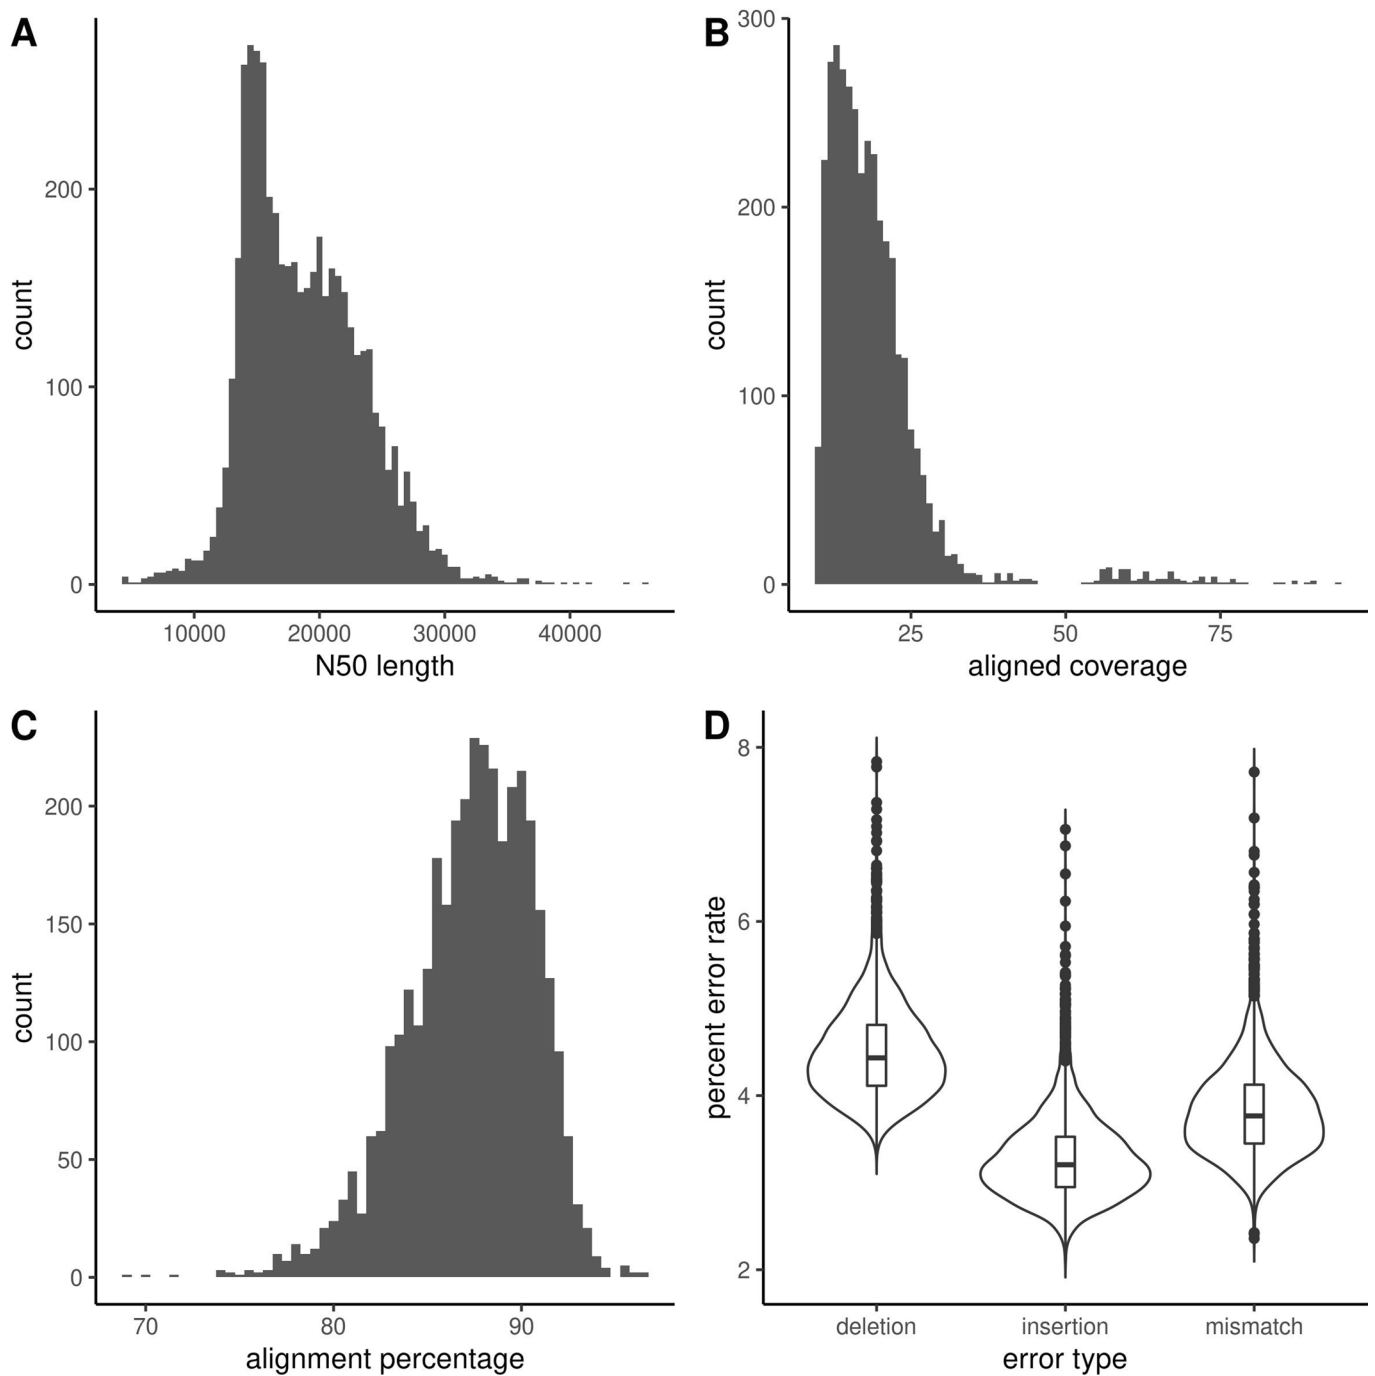 A
count
200
100
0
10000 20000 30000 40000
N50 length
B
count
300
200
100
0
25 50 75
aligned coverage
C
count
200
150
100
50
0
70 80 90
alignment percentage
D
percent error rate
8
6
4
2
deletion insertion mismatch
error type